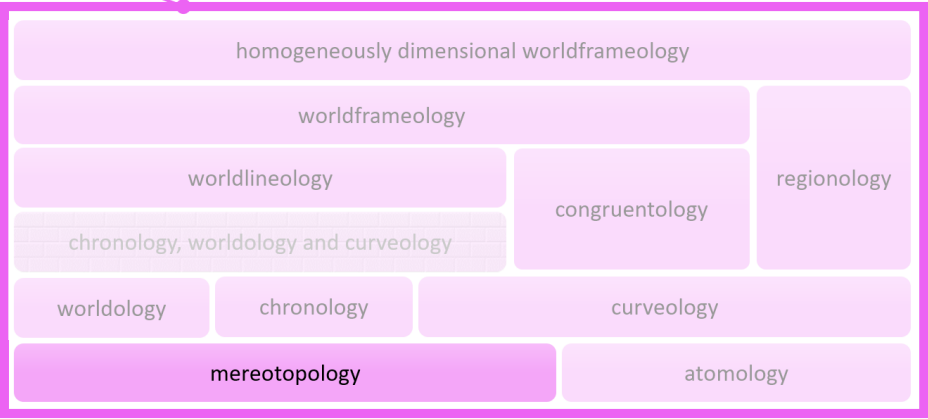 homogeneously dimensional worldframeology
worldframeology
regionology
worldlineology
congruentology
chronology, worldology and curveology
worldology
chronology
curveology
mereotopology
atomology